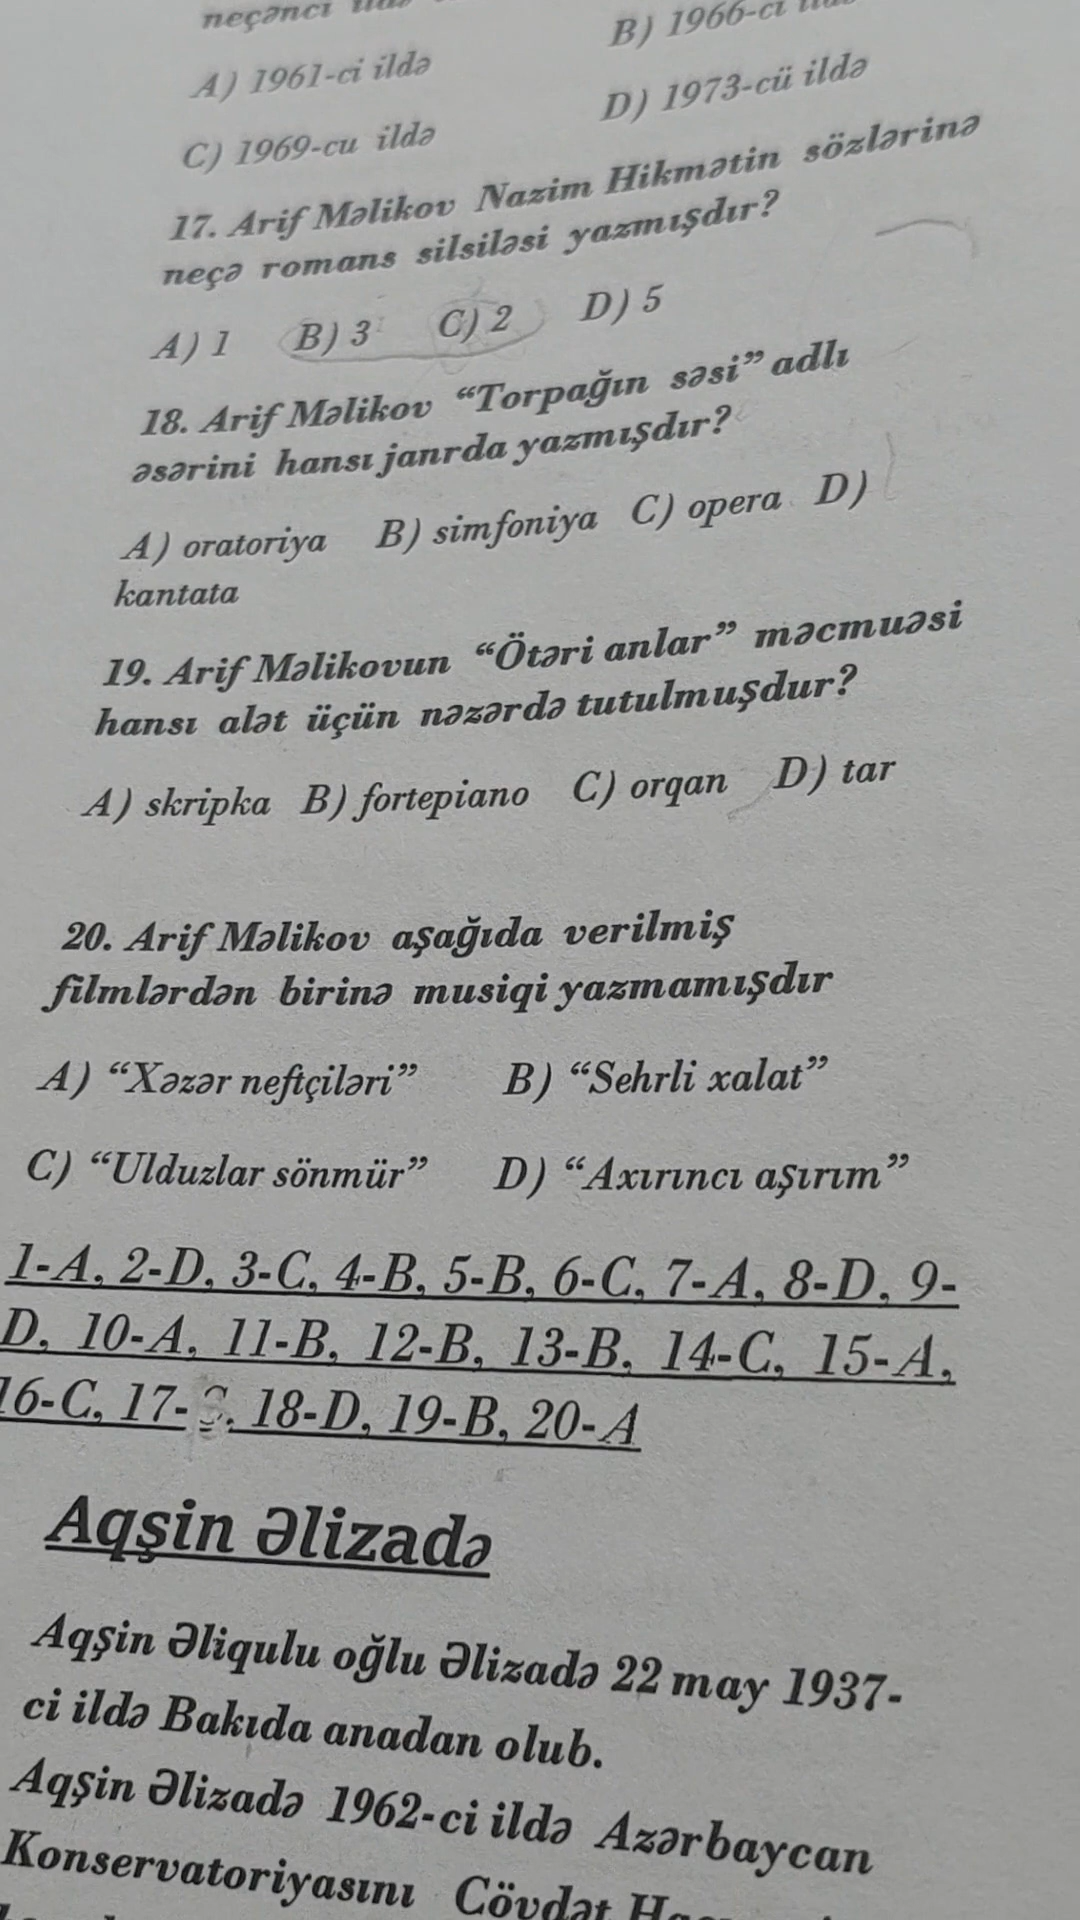 neçənci
B) 1966-ci
A) 1961-ci ildə
D) 1973-cü ildə
C) 1969-cu ildə
17. Arif Məlikov Nazim Hikmətin sözlərinə
neçə romans silsiləsi yazmışdır?
A) 1 B) 3 C) 2 D) 5
18. Arif Məlikov “Torpağın səsi” adlı
əsərini hansı janrda yazmışdır?
A) oratoriya B) simfoniya C) opera D)
kantata
19. Arif Məlikovun “Ötəri anlar” məcmuəsi
hansı alət üçün nəzərdə tutulmuşdur?
A) skripka B) fortepiano C) orqan D) tar
20. Arif Məlikov aşağıda verilmiş
filmlərdən birinə musiqi yazmamışdır
A) “Xəzər neftçiləri” B) “Sehrli xalat”
C) “Ulduzlar sönmür” D) “Axırıncı aşırım”
1-A, 2-D, 3-C, 4-B, 5-B, 6-C, 7-A, 8-D, 9-
D, 10-A, 11-B, 12-B, 13-B, 14-C, 15-A,
16-C, 17- 18-D, 19-B, 20-A
Aqşin Əlizadə
Aqşin Əliqulu oğlu Əlizadə 22 may 1937-
ci ildə Bakıda anadan olub.
Aqşin Əlizadə 1962-ci ildə Azərbaycan
Konservatoriyasını Cövdət